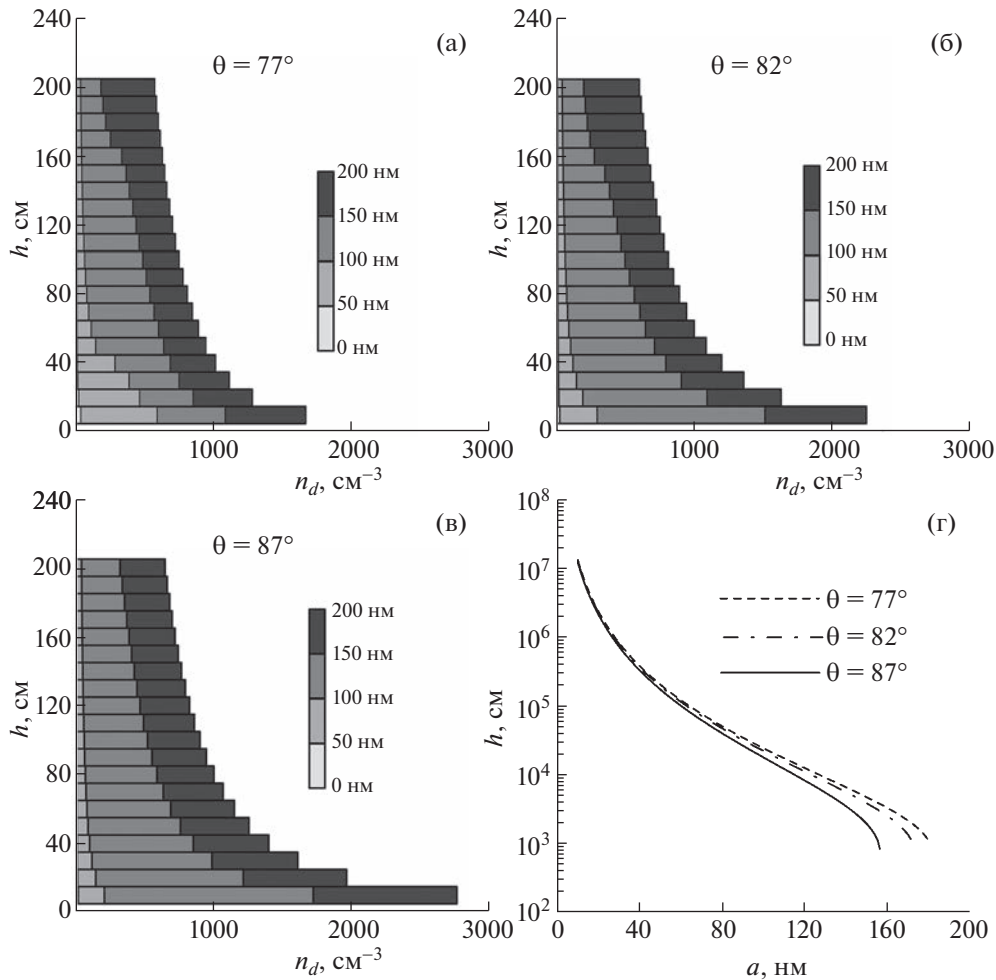 240
(а)
θ = 77°
200
160
120
80
40
0
h, см
200 нм
150 нм
100 нм
50 нм
0 нм
1000
2000
3000
n_d, см⁻³
240
(б)
θ = 82°
200
160
120
80
40
0
h, см
200 нм
150 нм
100 нм
50 нм
0 нм
1000
2000
3000
n_d, см⁻³
240
(в)
θ = 87°
200
160
120
80
40
0
h, см
200 нм
150 нм
100 нм
50 нм
0 нм
1000
2000
3000
n_d, см⁻³
10⁸
(г)
10⁷
10⁶
10⁵
10⁴
10³
10²
h, см
θ = 77°
θ = 82°
θ = 87°
0
40
80
120
160
200
a, нм